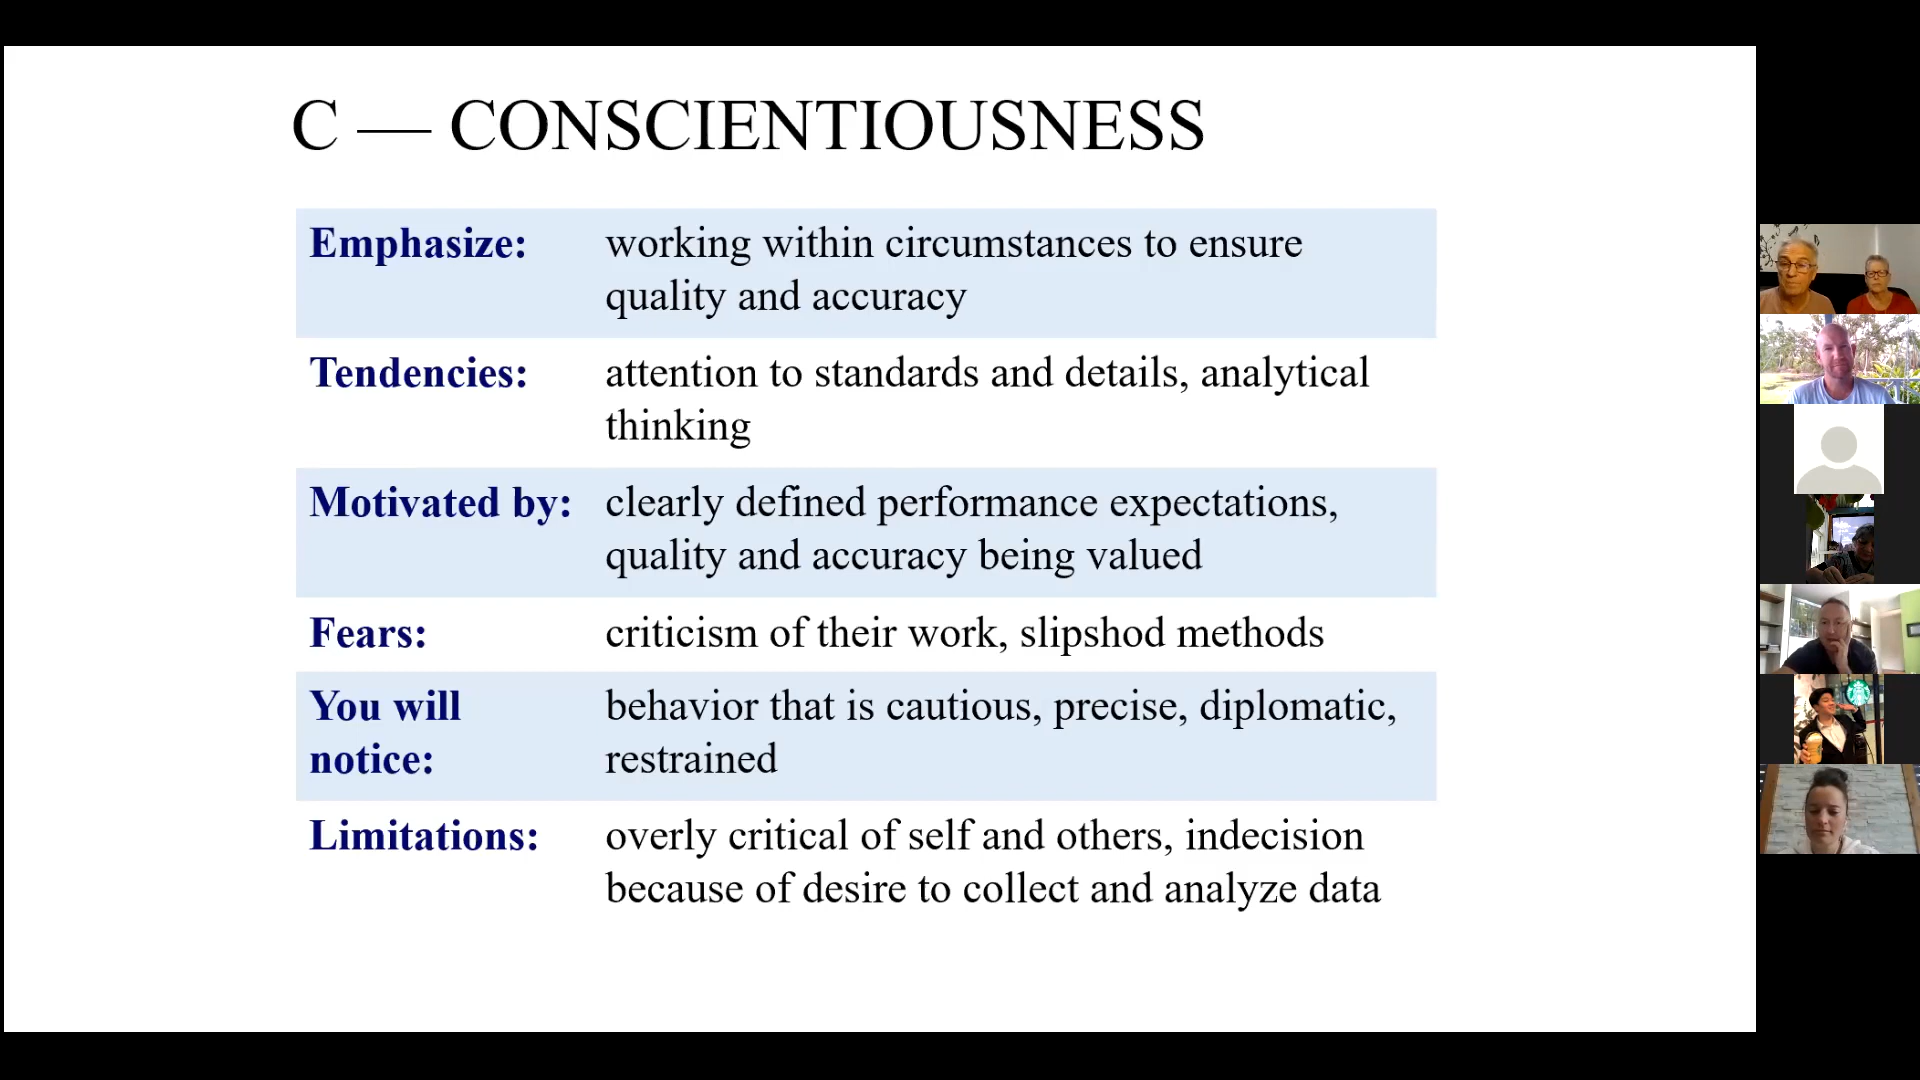 C — CONSCIENTIOUSNESS
Emphasize: working within circumstances to ensure
quality and accuracy
Tendencies: attention to standards and details, analytical
thinking
Motivated by: clearly defined performance expectations,
quality and accuracy being valued
Fears: criticism of their work, slipshod methods
You will behavior that is cautious, precise, diplomatic,
notice: restrained
Limitations: overly critical of self and others, indecision
because of desire to collect and analyze data